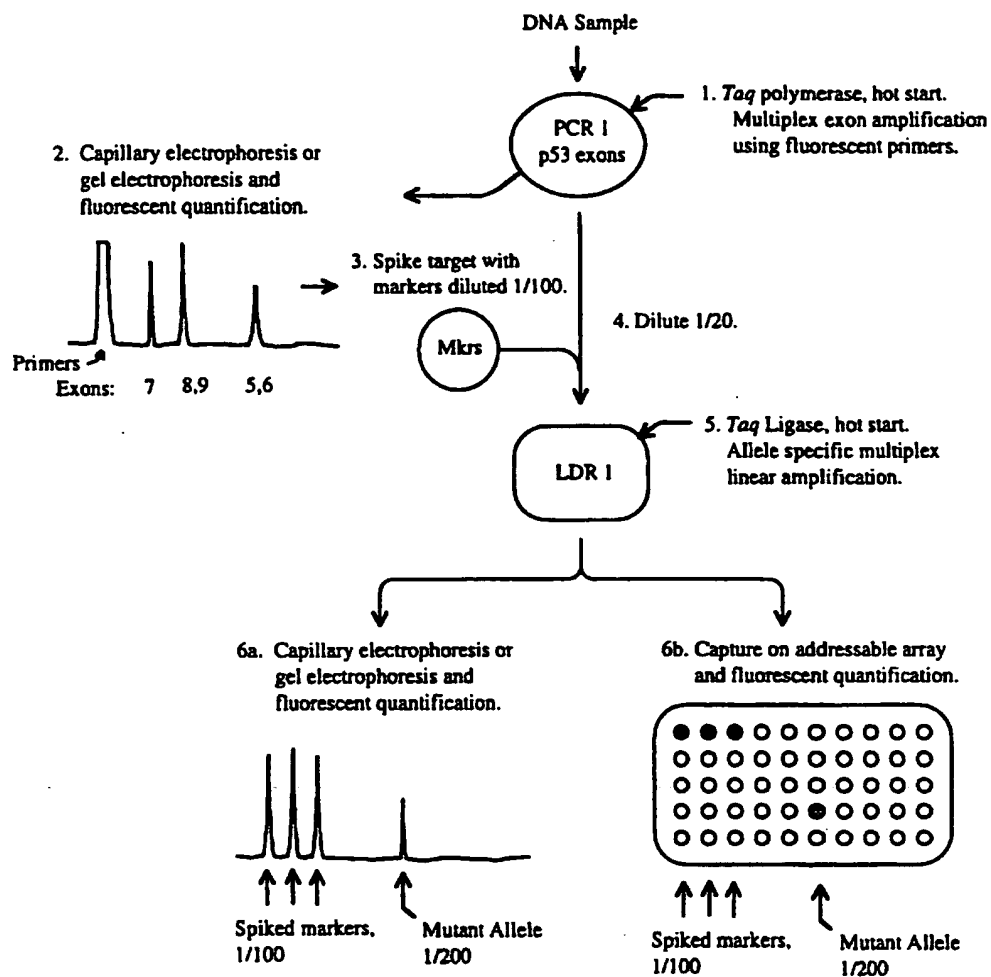 DNA Sample
1. Taq polymerase, hot start.
Multiplex exon amplification
using fluorescent primers.
PCR 1
p53 exons
2. Capillary electrophoresis or
gel electrophoresis and
fluorescent quantification.
3. Spike target with
markers diluted 1/100.
4. Dilute 1/20.
Mkrs
Primers
Exons: 7 8,9 5,6
5. Taq Ligase, hot start.
Allele specific multiplex
linear amplification.
LDR 1
6a. Capillary electrophoresis or
gel electrophoresis and
fluorescent quantification.
6b. Capture on addressable array
and fluorescent quantification.
Spiked markers,
1/100
Mutant Allele
1/200
Spiked markers,
1/100
Mutant Allele
1/200